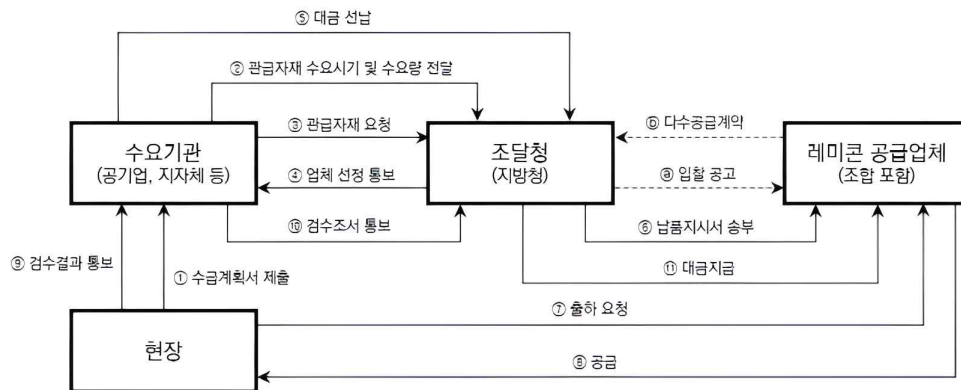 ⑤ 대금 선납
② 관급자재 수요시기 및 수요량 전달
수요기관
(공기업, 지자체 등)
③ 관급자재 요청
④ 업체 선정 통보
조달청
(지방청)
ⓑ 다수공급계약
ⓐ 입찰 공고
레미콘 공급업체
(조합 포함)
⑩ 검수조서 통보
⑥ 납품지시서 송부
⑨ 검수결과 통보
① 수급계획서 제출
⑪ 대금지급
⑦ 출하 요청
현장
⑧ 공급